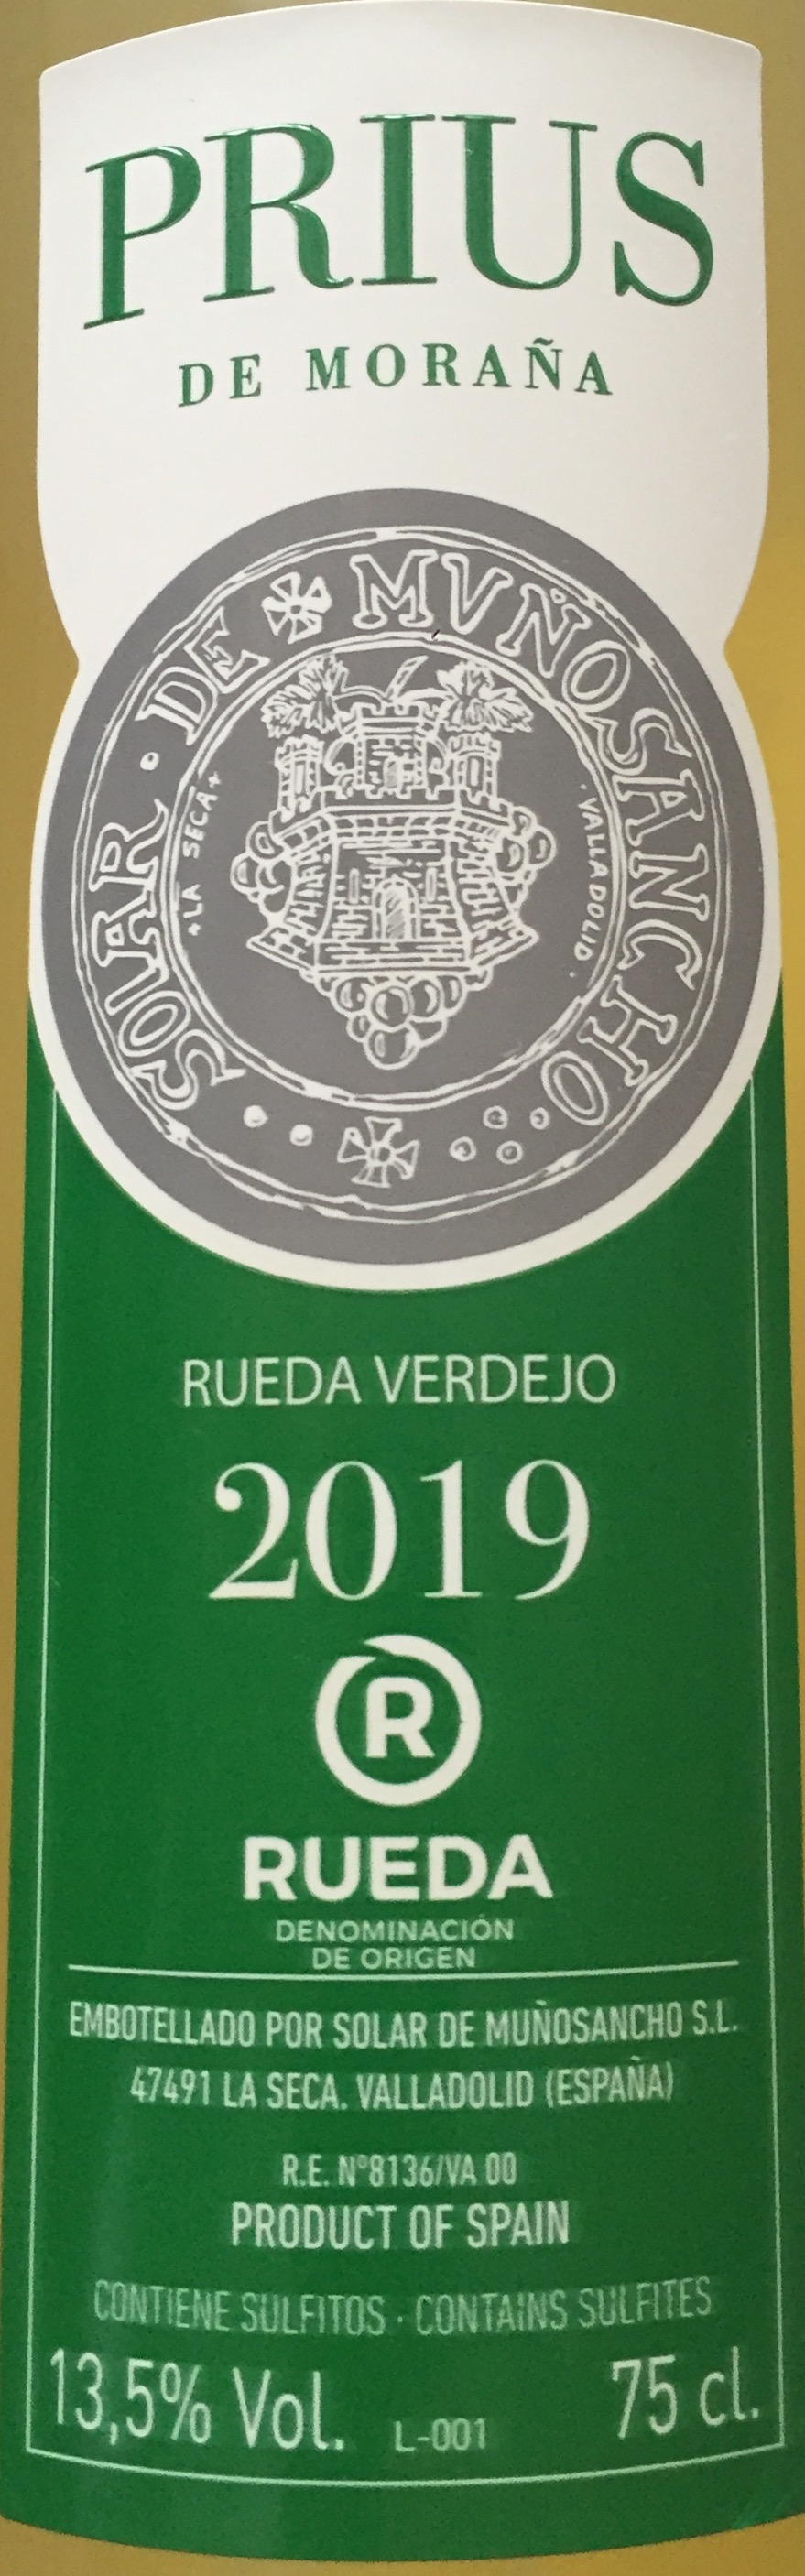 PRIUS
DE MORAÑA
SOLAR · DE MVÑOSANCHO
LA SECA
VALLADOLID
RUEDA VERDEJO
2019
R
RUEDA
DENOMINACIÓN
DE ORIGEN
EMBOTELLADO POR SOLAR DE MUÑOSANCHO S.L.
47491 LA SECA. VALLADOLID (ESPAÑA)
R.E. Nº8136/VA 00
PRODUCT OF SPAIN
CONTIENE SULFITOS · CONTAINS SULFITES
13,5% Vol. L-001 75 cl.